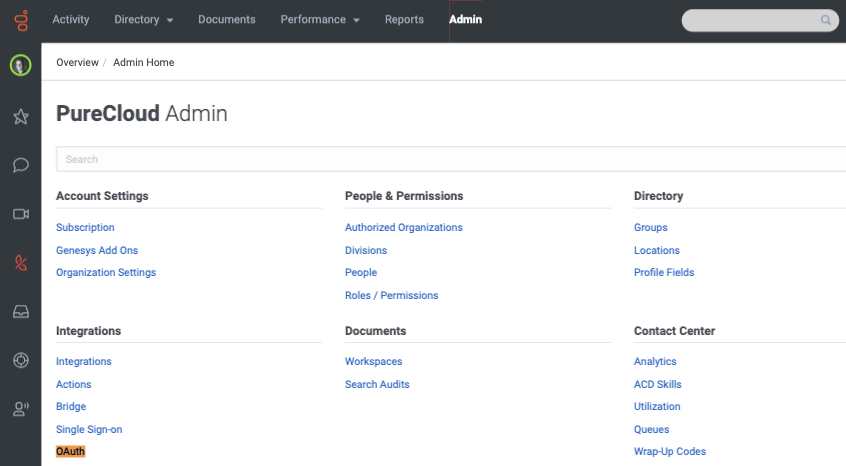 Activity Directory Documents Performance Reports Admin
Overview / Admin Home
PureCloud Admin
Search
Account Settings
Subscription
Genesys Add Ons
Organization Settings
People & Permissions
Authorized Organizations
Divisions
People
Roles / Permissions
Directory
Groups
Locations
Profile Fields
Integrations
Integrations
Actions
Bridge
Single Sign-on
OAuth
Documents
Workspaces
Search Audits
Contact Center
Analytics
ACD Skills
Utilization
Queues
Wrap-Up Codes